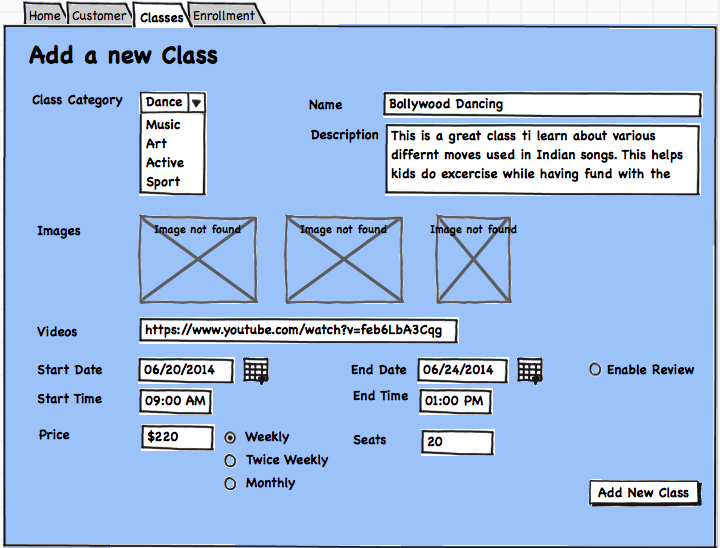 Home Customer Classes Enrollment
Add a new Class
Class Category Dance
Music
Art
Active
Sport
Name Bollywood Dancing
Description This is a great class ti learn about various
differnt moves used in Indian songs. This helps
kids do excercise while having fund with the
Images Image not found Image not found Image not found
Videos https://www.youtube.com/watch?v=feb6LbA3Cqg
Start Date 06/20/2014 End Date 06/24/2014 Enable Review
Start Time 09:00 AM End Time 01:00 PM
Price $220 Weekly Seats 20
Twice Weekly
Monthly
Add New Class